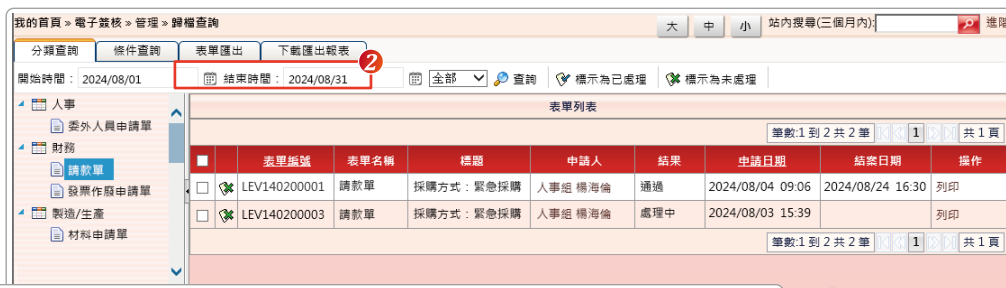 我的首頁 » 電子簽核 » 管理 » 歸檔查詢
大 中 小 站內搜尋(三個月內): 進階
分類查詢 條件查詢 表單匯出 下載匯出報表
2
開始時間： 2024/08/01 結束時間： 2024/08/31 全部 查詢 標示為已處理 標示為未處理
人事
委外人員申請單
財務
請款單
發票作廢申請單
製造/生產
材料申請單
表單列表
筆數:1 到 2 共 2 筆 1 共 1 頁
表單編號 表單名稱 標題 申請人 結果 申請日期 結案日期 操作
LEV140200001 請款單 採購方式：緊急採購 人事組 楊海倫 通過 2024/08/04 09:06 2024/08/24 16:30 列印
LEV140200003 請款單 採購方式：緊急採購 人事組 楊海倫 處理中 2024/08/03 15:39 列印
筆數:1 到 2 共 2 筆 1 共 1 頁